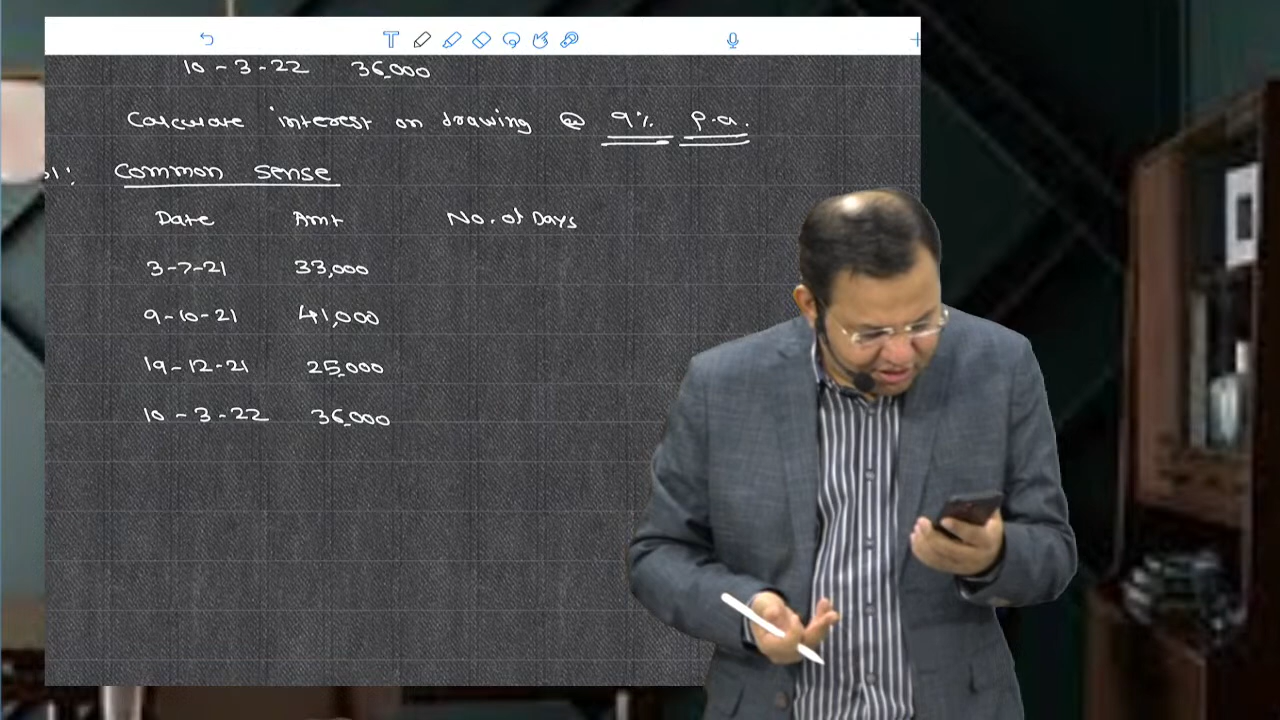 10 - 3 - 22 36,000
Calculate interest on drawing @ 9% p.a.
Common sense
Date Amt No. of Days
3-7-21 33,000
9-10-21 41,000
19-12-21 25,000
10-3-22 36,000